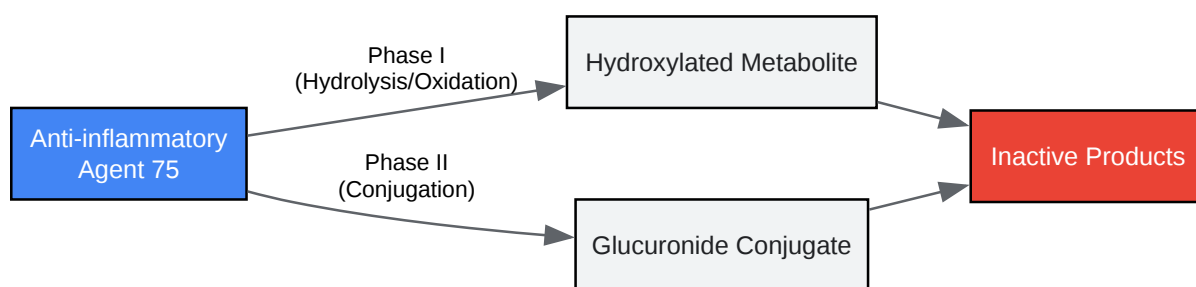 Phase I
(Hydrolysis/Oxidation)
Hydroxylated Metabolite
Anti-inflammatory
Agent 75
Phase II
(Conjugation)
Glucuronide Conjugate
Inactive Products